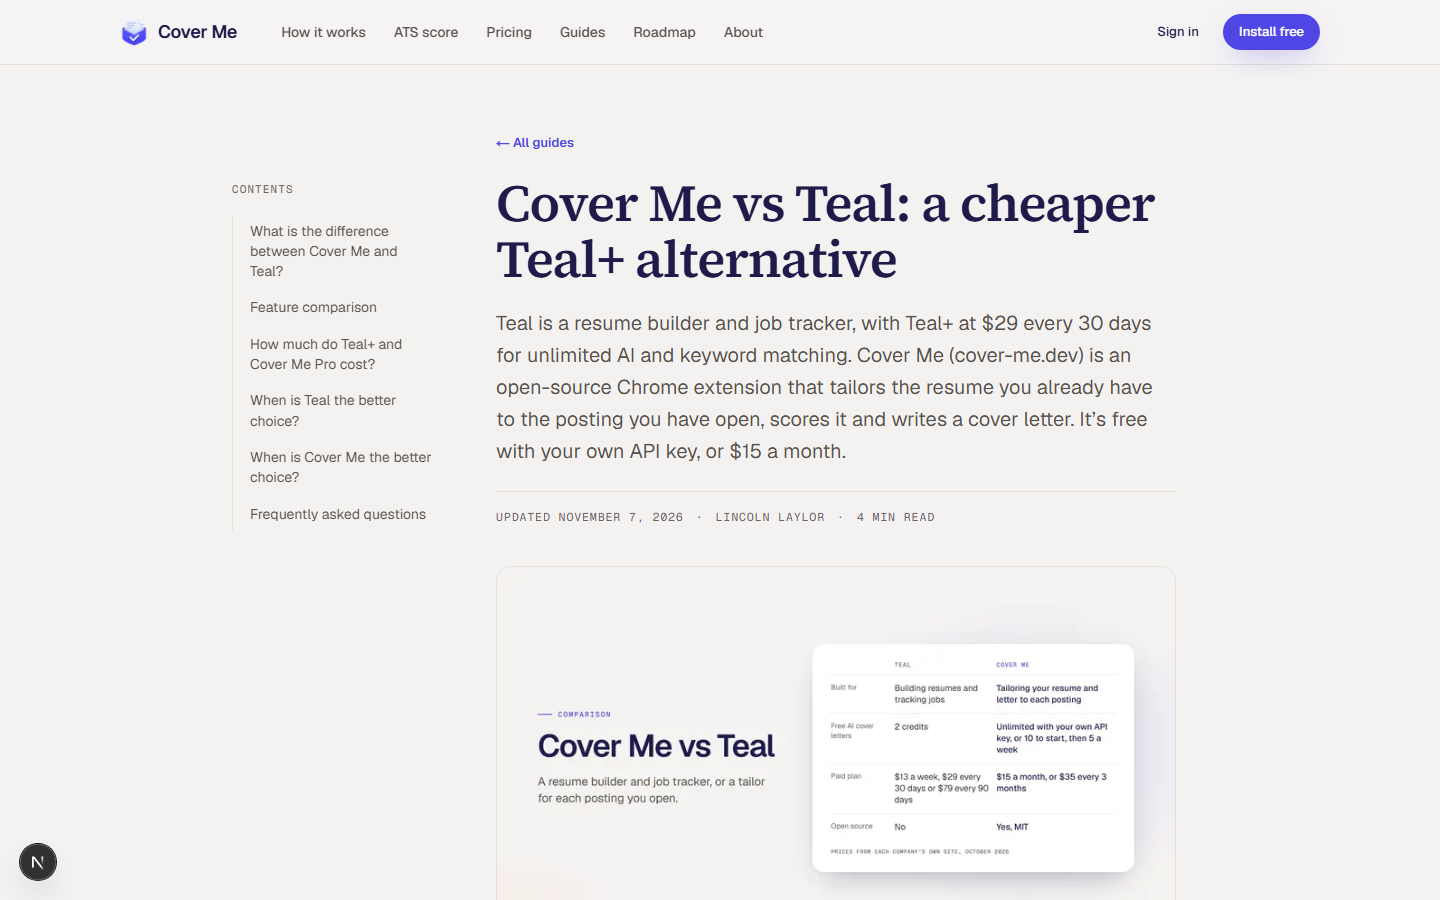 Cover Me
How it works
ATS score
Pricing
Guides
Roadmap
About
Sign in
Install free
← All guides
CONTENTS
What is the difference
between Cover Me and
Teal?
Feature comparison
How much do Teal+ and
Cover Me Pro cost?
When is Teal the better
choice?
When is Cover Me the better
choice?
Frequently asked questions
Cover Me vs Teal: a cheaper
Teal+ alternative
Teal is a resume builder and job tracker, with Teal+ at $29 every 30 days
for unlimited AI and keyword matching. Cover Me (cover-me.dev) is an
open-source Chrome extension that tailors the resume you already have
to the posting you have open, scores it and writes a cover letter. It’s free
with your own API key, or $15 a month.
UPDATED NOVEMBER 7, 2026 · LINCOLN LAYLOR · 4 MIN READ
COMPARISON
Cover Me vs Teal
A resume builder and job tracker, or a tailor
for each posting you open.
TEAL
COVER ME
Built for
Building resumes and
tracking jobs
Tailoring your resume and
letter to each posting
Free AI cover
letters
2 credits
Unlimited with your own API
key, or 10 to start, then 5 a
week
Paid plan
$13 a week, $29 every
30 days or $79 every 90
days
$15 a month, or $35 every 3
months
Open source
No
Yes, MIT
PRICES FROM EACH COMPANY'S OWN SITE, OCTOBER 2026
N